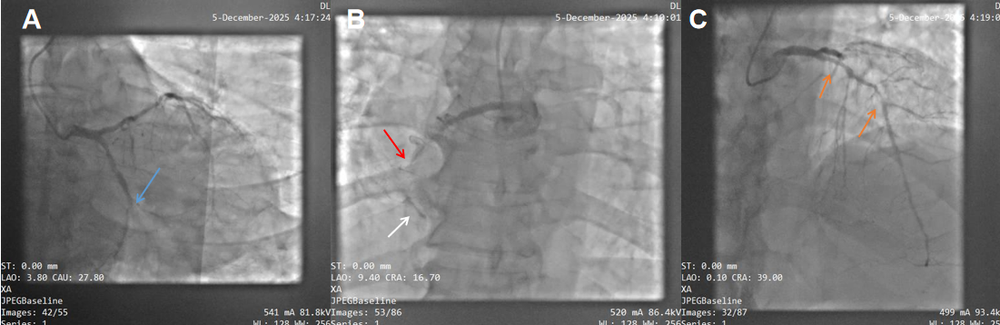 A
DL
5-December-2025 4:17:24
ST: 0.00 mm
LAO: 3.80 CAU: 27.80
XA
JPEGBaseline
Images: 42/55
541 mA 81.8kV
Series: 1
WL: 128 WW: 256
B
DL
5-December-2025 4:10:01
ST: 0.00 mm
LAO: 9.40 CRA: 16.70
XA
JPEGBaseline
Images: 53/86
520 mA 86.4kV
Series: 1
WL: 128 WW: 256
C
D
5-December-2025 4:19:0
ST: 0.00 mm
LAO: 0.10 CRA: 39.00
XA
JPEGBaseline
Images: 32/87
499 mA 93.4k
Series: 1
WL: 128 WW: 25